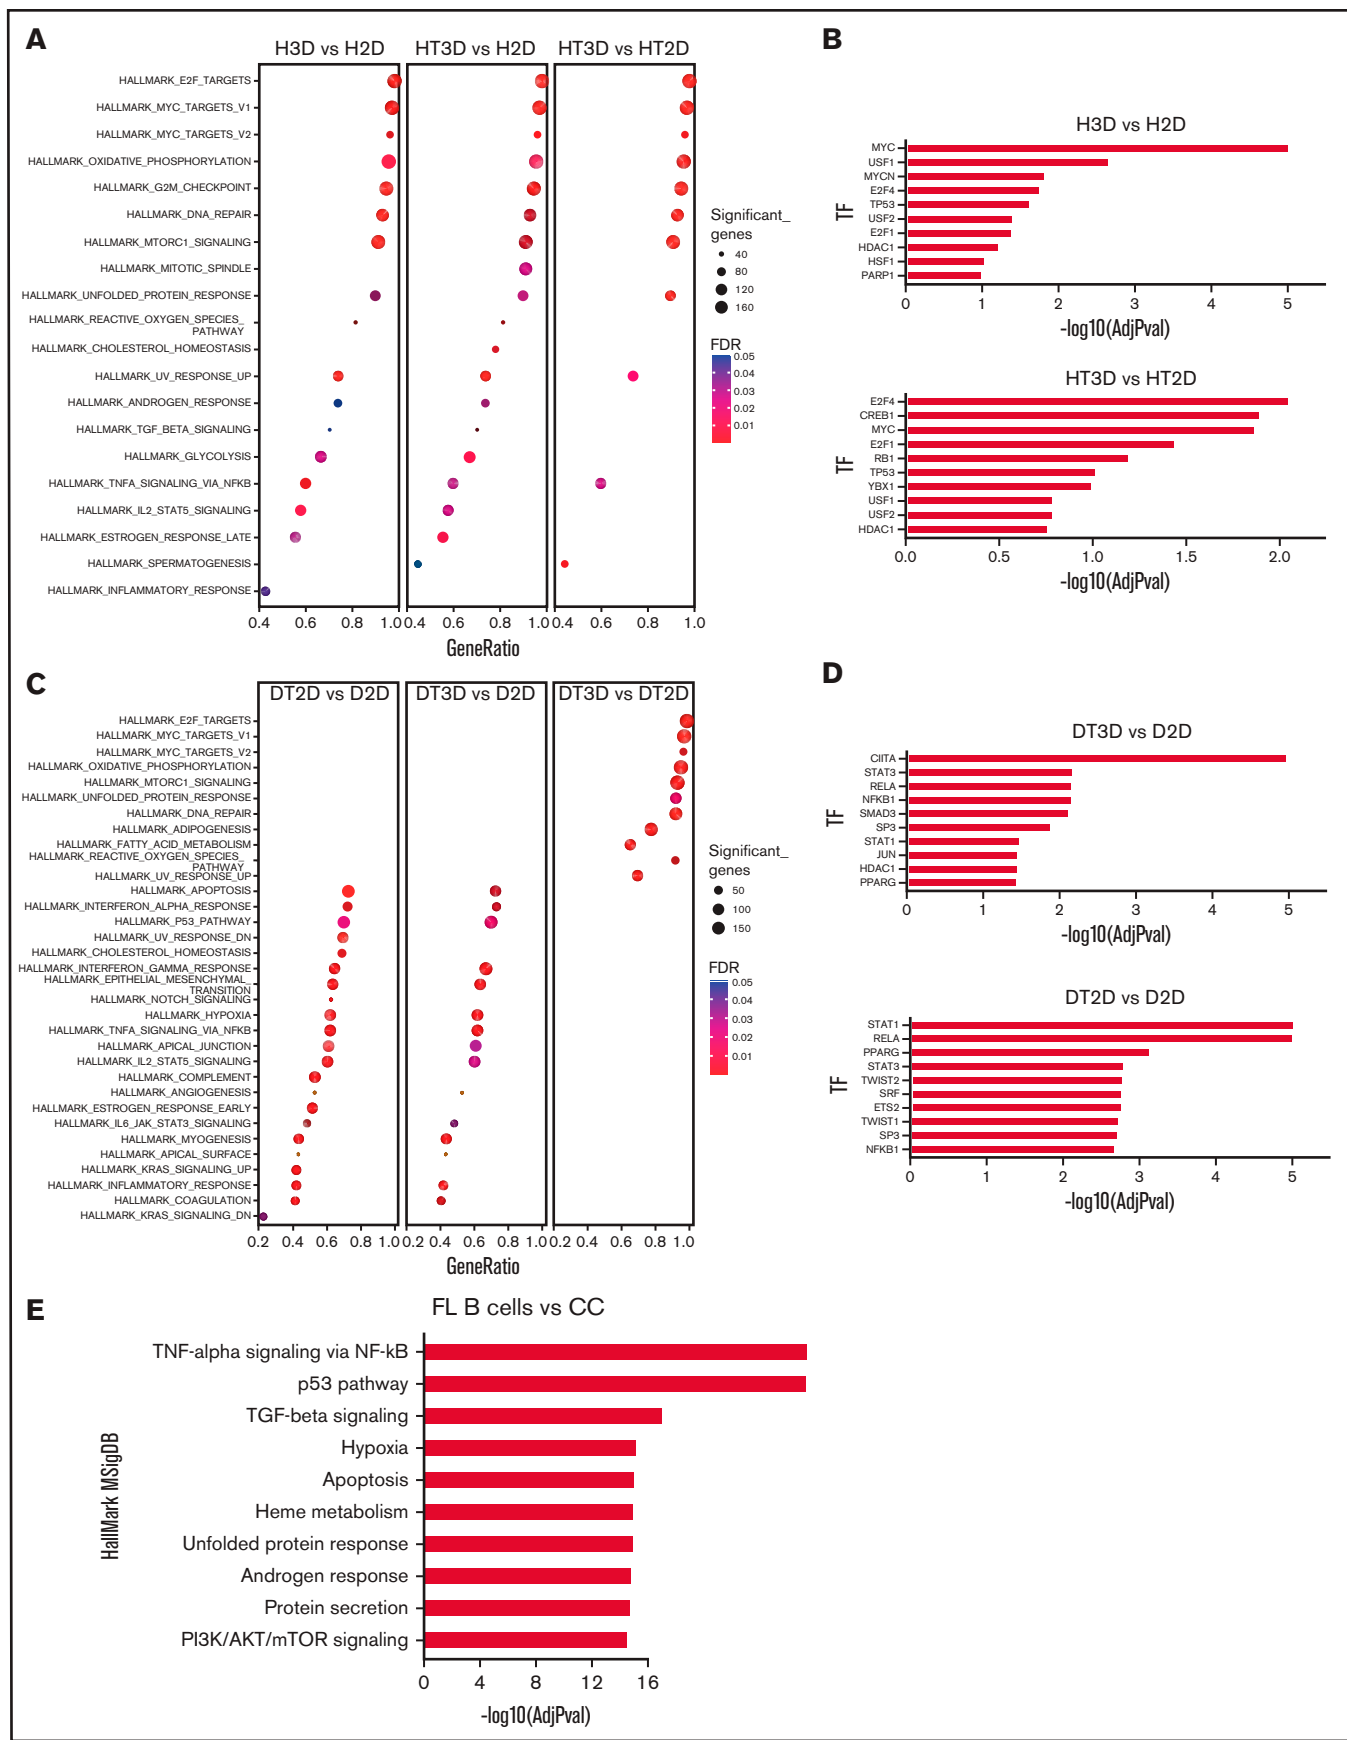 A
H3D vs H2D
HT3D vs H2D
HT3D vs HT2D
HALLMARK_E2F_TARGETS
HALLMARK_MYC_TARGETS_V1
HALLMARK_MYC_TARGETS_V2
HALLMARK_OXIDATIVE_PHOSPHORYLATION
HALLMARK_G2M_CHECKPOINT
HALLMARK_DNA_REPAIR
HALLMARK_MTORC1_SIGNALING
HALLMARK_MITOTIC_SPINDLE
HALLMARK_UNFOLDED_PROTEIN_RESPONSE
HALLMARK_REACTIVE_OXYGEN_SPECIES_
PATHWAY
HALLMARK_CHOLESTEROL_HOMEOSTASIS
HALLMARK_UV_RESPONSE_UP
HALLMARK_ANDROGEN_RESPONSE
HALLMARK_TGF_BETA_SIGNALING
HALLMARK_GLYCOLYSIS
HALLMARK_TNFA_SIGNALING_VIA_NFKB
HALLMARK_IL2_STAT5_SIGNALING
HALLMARK_ESTROGEN_RESPONSE_LATE
HALLMARK_SPERMATOGENESIS
HALLMARK_INFLAMMATORY_RESPONSE
0.4 0.6 0.8 1.0 0.4 0.6 0.8 1.0 0.4 0.6 0.8 1.0
GeneRatio
Significant_
genes
40
80
120
160
FDR
0.05
0.04
0.03
0.02
0.01
B
H3D vs H2D
TF
MYC
USF1
MYCN
E2F4
TP53
USF2
E2F1
HDAC1
HSF1
PARP1
0 1 2 3 4 5
-log10(AdjPval)
HT3D vs HT2D
TF
E2F4
CREB1
MYC
E2F1
RB1
TP53
YBX1
USF1
USF2
HDAC1
0.0 0.5 1.0 1.5 2.0
-log10(AdjPval)
C
DT2D vs D2D
DT3D vs D2D
DT3D vs DT2D
HALLMARK_E2F_TARGETS
HALLMARK_MYC_TARGETS_V1
HALLMARK_MYC_TARGETS_V2
HALLMARK_OXIDATIVE_PHOSPHORYLATION
HALLMARK_MTORC1_SIGNALING
HALLMARK_UNFOLDED_PROTEIN_RESPONSE
HALLMARK_DNA_REPAIR
HALLMARK_ADIPOGENESIS
HALLMARK_FATTY_ACID_METABOLISM
HALLMARK_REACTIVE_OXYGEN_SPECIES_
PATHWAY
HALLMARK_UV_RESPONSE_UP
HALLMARK_APOPTOSIS
HALLMARK_INTERFERON_ALPHA_RESPONSE
HALLMARK_P53_PATHWAY
HALLMARK_UV_RESPONSE_DN
HALLMARK_CHOLESTEROL_HOMEOSTASIS
HALLMARK_INTERFERON_GAMMA_RESPONSE
HALLMARK_EPITHELIAL_MESENCHYMAL_
TRANSITION
HALLMARK_NOTCH_SIGNALING
HALLMARK_HYPOXIA
HALLMARK_TNFA_SIGNALING_VIA_NFKB
HALLMARK_APICAL_JUNCTION
HALLMARK_IL2_STAT5_SIGNALING
HALLMARK_COMPLEMENT
HALLMARK_ANGIOGENESIS
HALLMARK_ESTROGEN_RESPONSE_EARLY
HALLMARK_IL6_JAK_STAT3_SIGNALING
HALLMARK_MYOGENESIS
HALLMARK_APICAL_SURFACE
HALLMARK_KRAS_SIGNALING_UP
HALLMARK_INFLAMMATORY_RESPONSE
HALLMARK_COAGULATION
HALLMARK_KRAS_SIGNALING_DN
0.2 0.4 0.6 0.8 1.0 0.2 0.4 0.6 0.8 1.0 0.2 0.4 0.6 0.8 1.0
GeneRatio
Significant_
genes
50
100
150
FDR
0.05
0.04
0.03
0.02
0.01
D
DT3D vs D2D
TF
CIITA
STAT3
RELA
NFKB1
SMAD3
SP3
STAT1
JUN
HDAC1
PPARG
0 1 2 3 4 5
-log10(AdjPval)
DT2D vs D2D
TF
STAT1
RELA
PPARG
STAT3
TWIST2
SRF
ETS2
TWIST1
SP3
NFKB1
0 1 2 3 4 5
-log10(AdjPval)
E
FL B cells vs CC
HallMark MSigDB
TNF-alpha signaling via NF-kB
p53 pathway
TGF-beta signaling
Hypoxia
Apoptosis
Heme metabolism
Unfolded protein response
Androgen response
Protein secretion
PI3K/AKT/mTOR signaling
0 4 8 12 16
-log10(AdjPval)